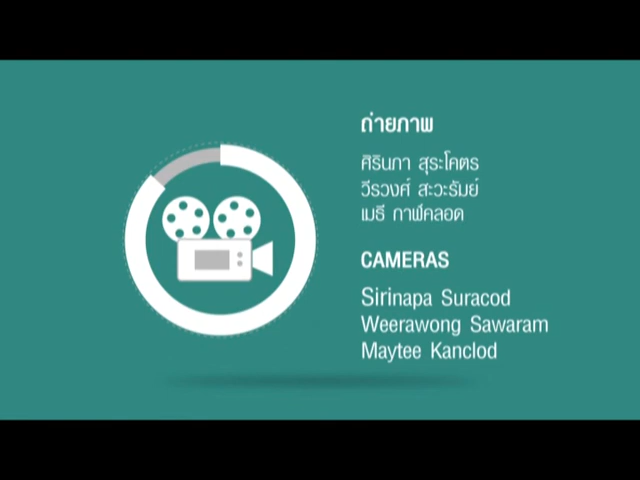 ถ่ายภาพ
ศิรินภา สุระโคตร
วีรวงศ์ สะวะรัมย์
เมธี กาฬคลอด
CAMERAS
Sirinapa Suracod
Weerawong Sawaram
Maytee Kanclod